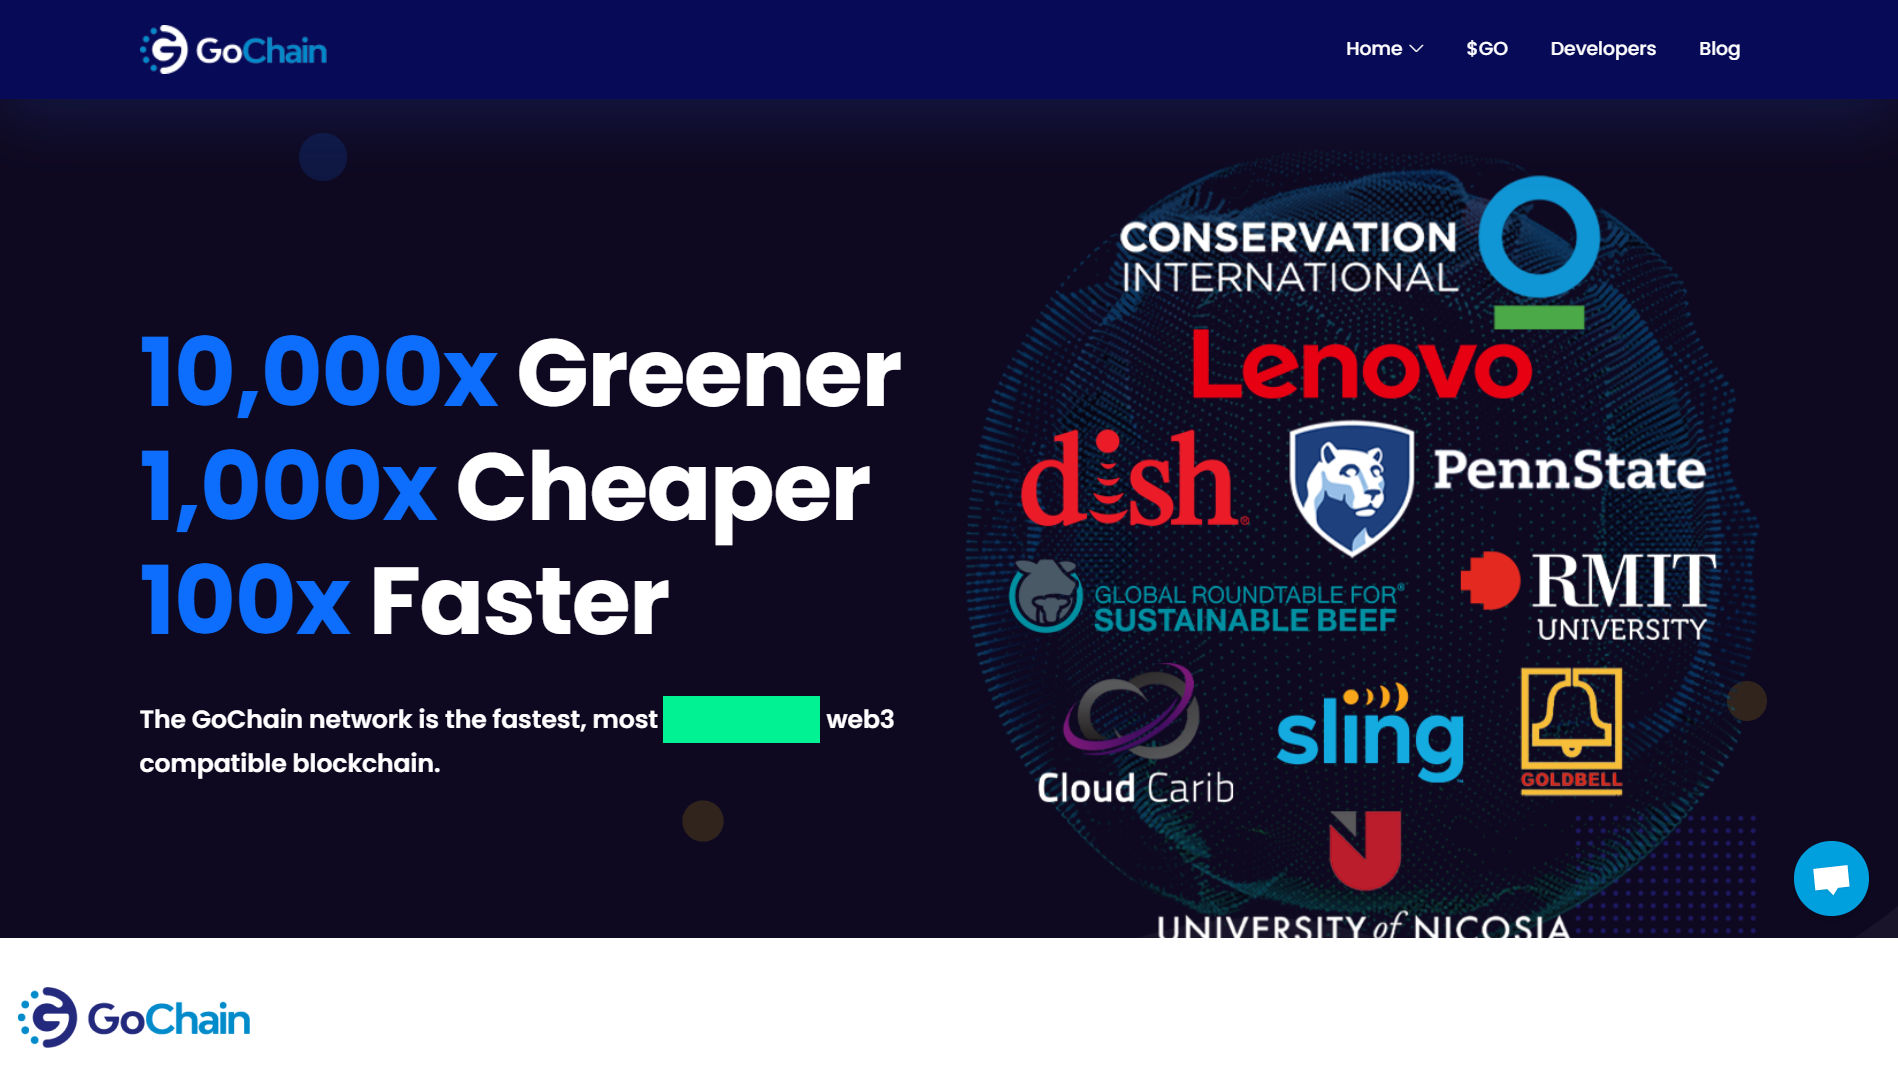 GoChain
Home
$GO
Developers
Blog
10,000x Greener
1,000x Cheaper
100x Faster
The GoChain network is the fastest, most web3
compatible blockchain.
CONSERVATION
INTERNATIONAL
Lenovo
dish
PennState
GLOBAL ROUNDTABLE FOR®
SUSTAINABLE BEEF
RMIT
UNIVERSITY
Cloud Carib
sling™
GOLDBELL
UNIVERSITY of NICOSIA
GoChain